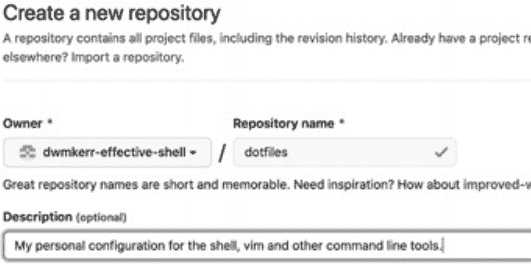 Create a new repository
A repository contains all project files, including the revision history. Already have a project
elsewhere? Import a repository.
Owner *
Repository name *
dwmkerr-effective-shell / dotfiles
Great repository names are short and memorable. Need inspiration? How about
Description (optional)
My personal configuration for the shell, vim and other command line tools.